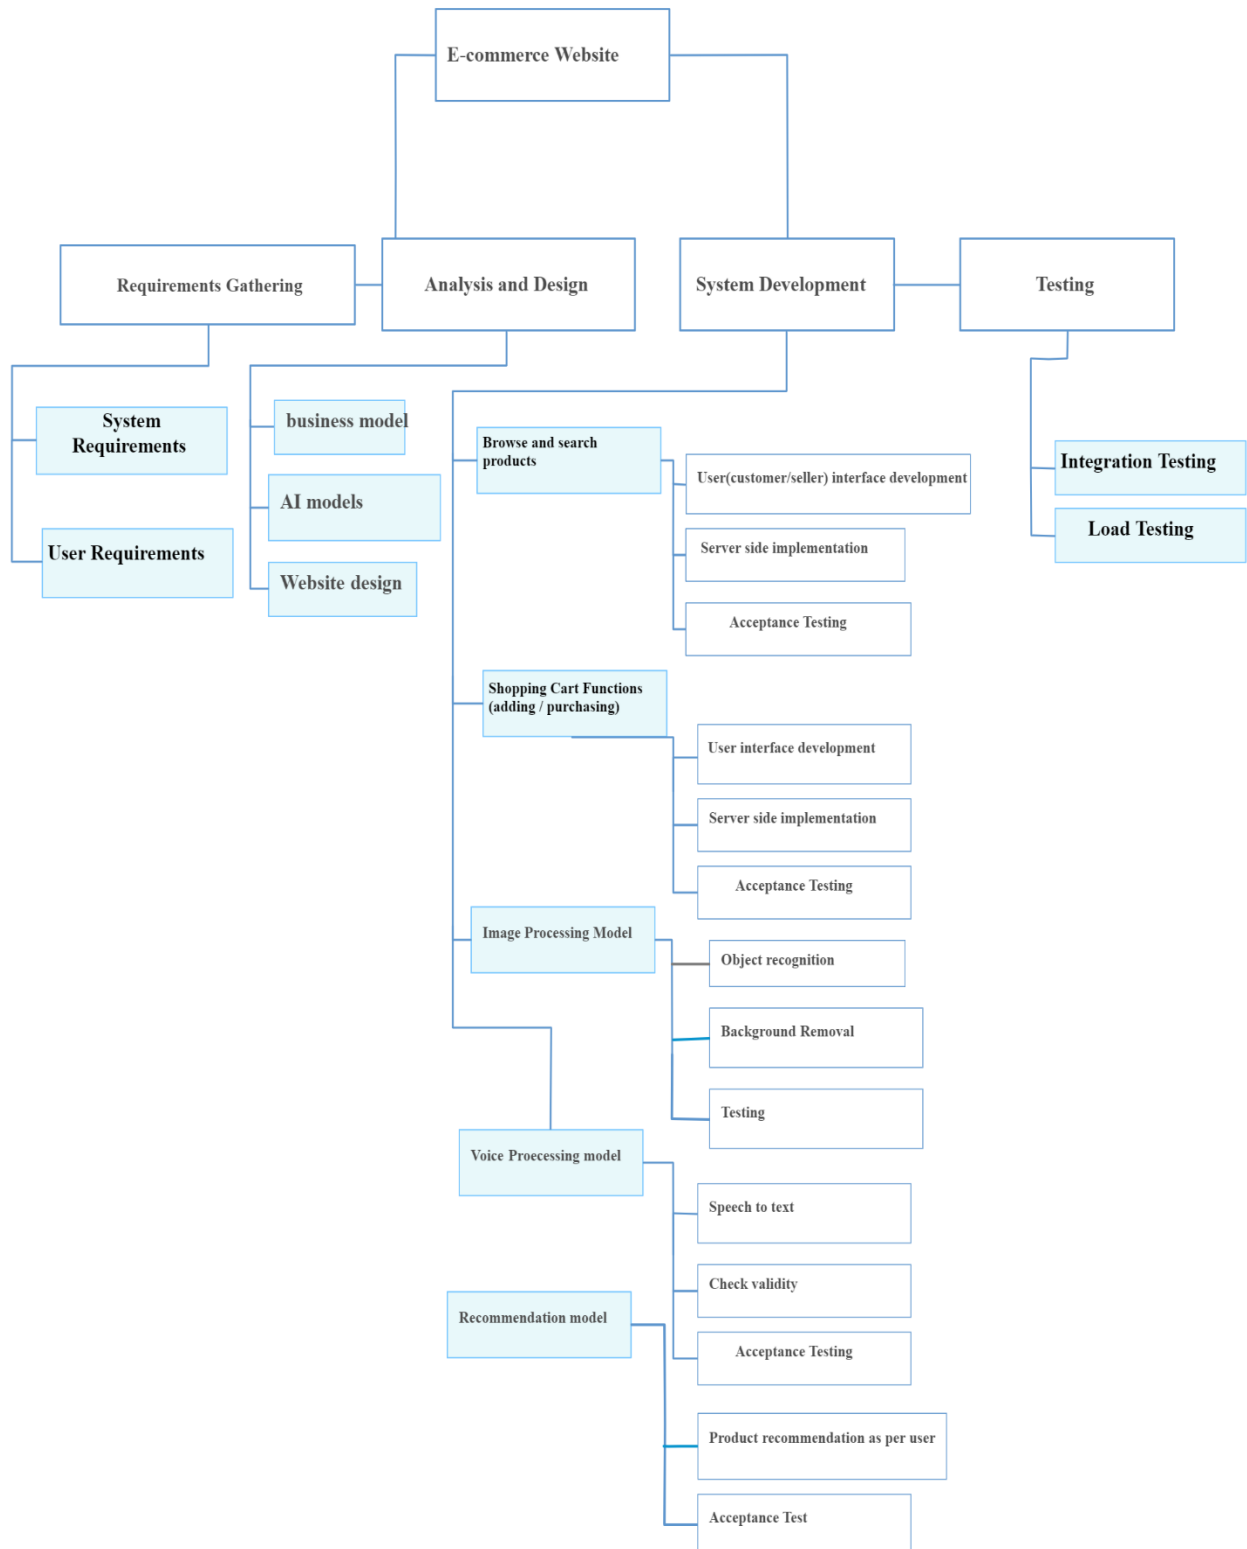 E-commerce Website
Requirements Gathering
Analysis and Design
System Development
Testing
System
Requirements
User Requirements
business model
AI models
Website design
Browse and search
products
User(customer/seller) interface development
Server side implementation
Acceptance Testing
Shopping Cart Functions
(adding / purchasing)
User interface development
Server side implementation
Acceptance Testing
Image Processing Model
Object recognition
Background Removal
Testing
Voice Proecessing model
Speech to text
Check validity
Acceptance Testing
Recommendation model
Product recommendation as per user
Acceptance Test
Integration Testing
Load Testing